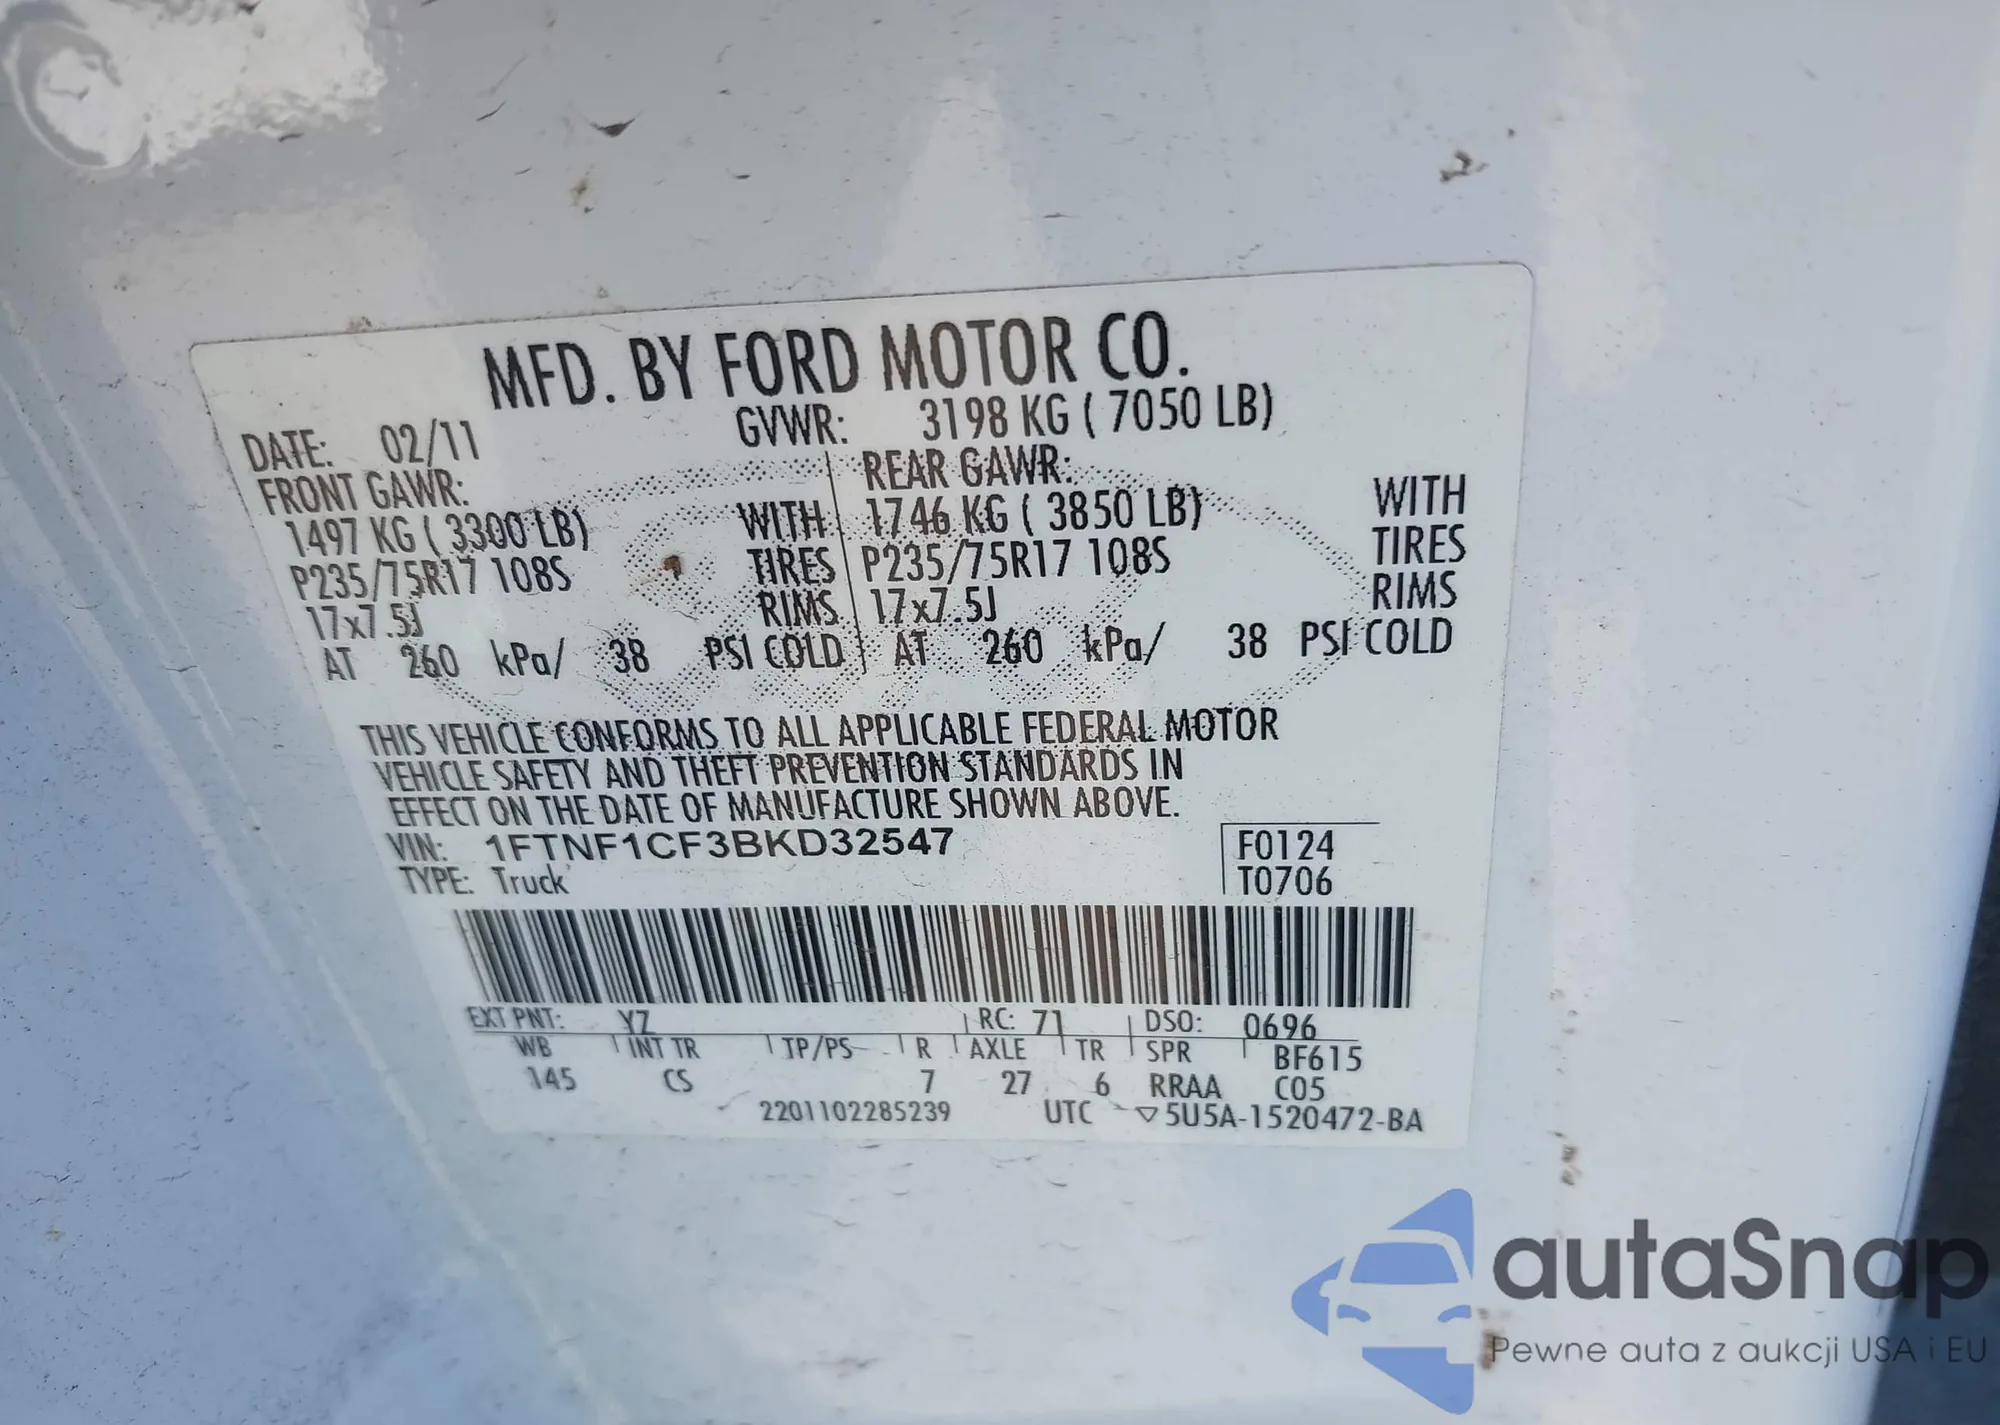 MFD. BY FORD MOTOR CO.
DATE: 02/11 GVWR: 3198 KG ( 7050 LB)
FRONT GAWR: REAR GAWR:
1497 KG ( 3300 LB) WITH 1746 KG ( 3850 LB) WITH
P235/75R17 108S TIRES P235/75R17 108S TIRES
17x7.5J RIMS 17x7.5J RIMS
AT 260 kPa/ 38 PSI COLD AT 260 kPa/ 38 PSI COLD
THIS VEHICLE CONFORMS TO ALL APPLICABLE FEDERAL MOTOR
VEHICLE SAFETY AND THEFT PREVENTION STANDARDS IN
EFFECT ON THE DATE OF MANUFACTURE SHOWN ABOVE.
VIN: 1FTNF1CF3BKD32547 F0124
TYPE: Truck T0706
EXT PNT: YZ RC: 71 DSO: 0696
WB INT TR TP/PS R AXLE TR SPR BF615
145 CS 7 27 6 RRAA C05
2201102285239 UTC ▽5U5A-1520472-BA
autaSnap
Pewne auta z aukcji USA i EU